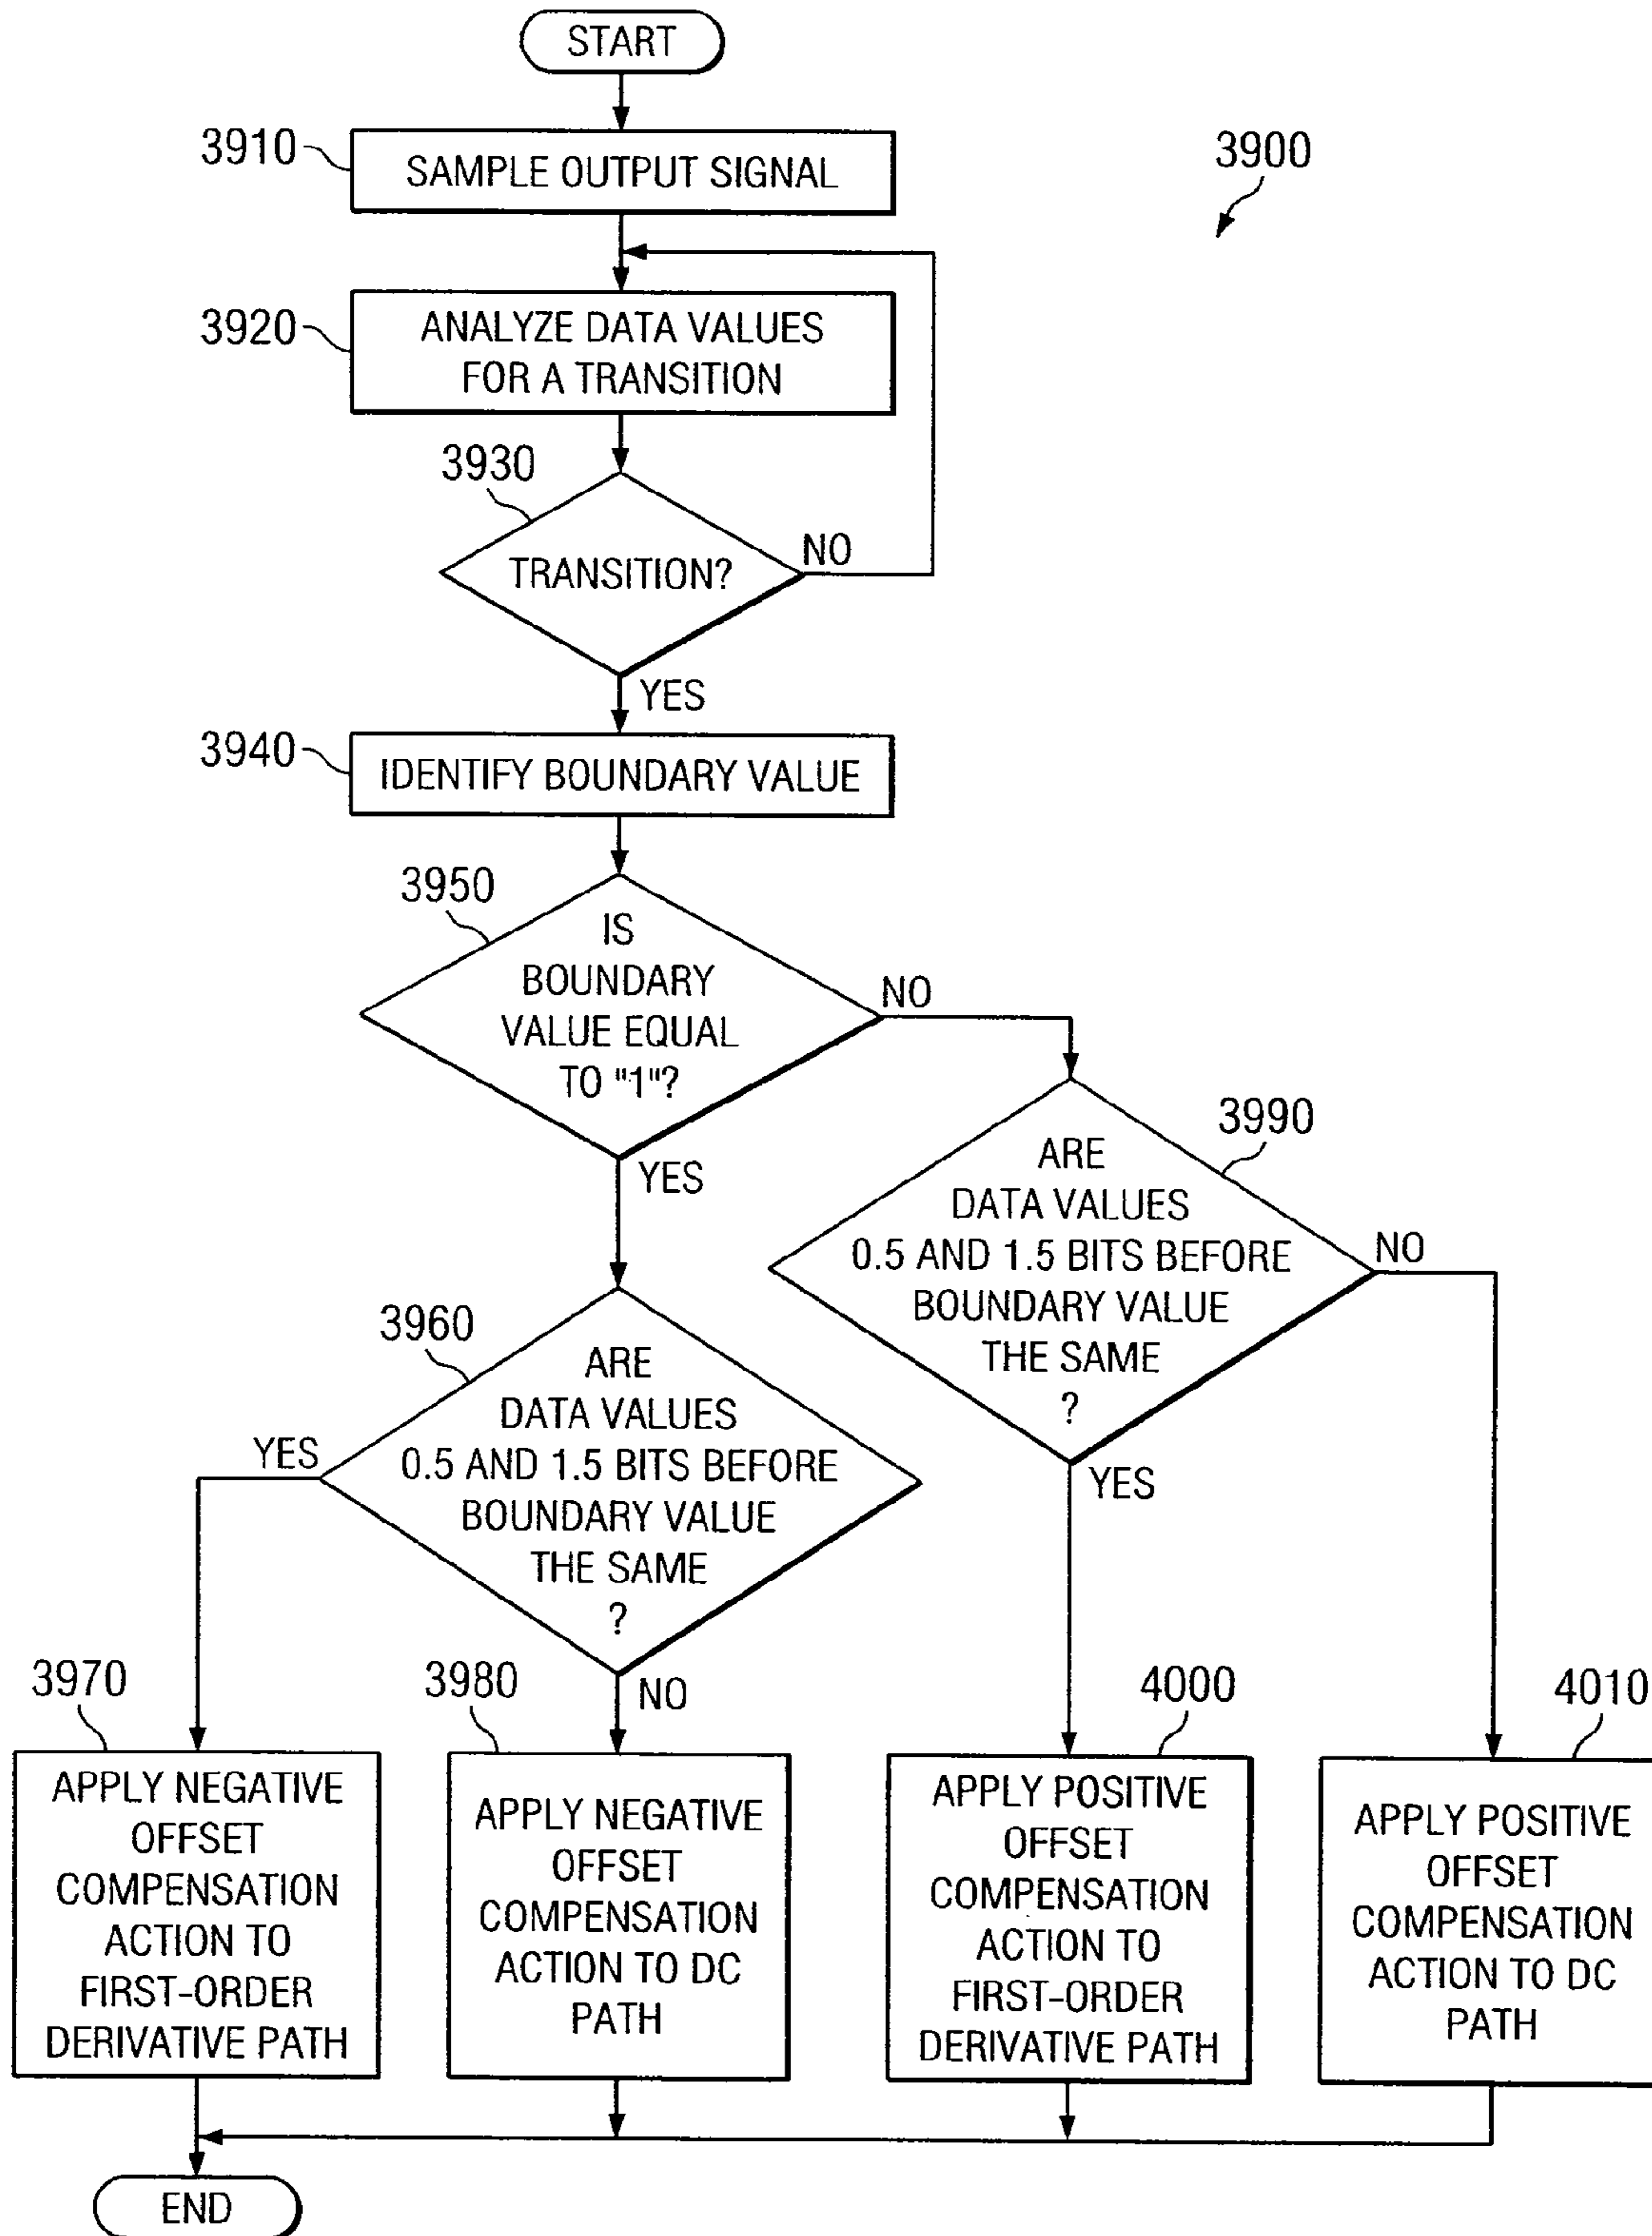 START
3910
SAMPLE OUTPUT SIGNAL
3900
3920
ANALYZE DATA VALUES
FOR A TRANSITION
3930
TRANSITION?
NO
YES
3940
IDENTIFY BOUNDARY VALUE
3950
IS
BOUNDARY
VALUE EQUAL
TO "1"?
NO
YES
3990
ARE
DATA VALUES
0.5 AND 1.5 BITS BEFORE
BOUNDARY VALUE
THE SAME
?
NO
YES
3960
ARE
DATA VALUES
0.5 AND 1.5 BITS BEFORE
BOUNDARY VALUE
THE SAME
?
YES
NO
3970
APPLY NEGATIVE
OFFSET
COMPENSATION
ACTION TO
FIRST-ORDER
DERIVATIVE PATH
3980
APPLY NEGATIVE
OFFSET
COMPENSATION
ACTION TO DC
PATH
4000
APPLY POSITIVE
OFFSET
COMPENSATION
ACTION TO
FIRST-ORDER
DERIVATIVE PATH
4010
APPLY POSITIVE
OFFSET
COMPENSATION
ACTION TO DC
PATH
END